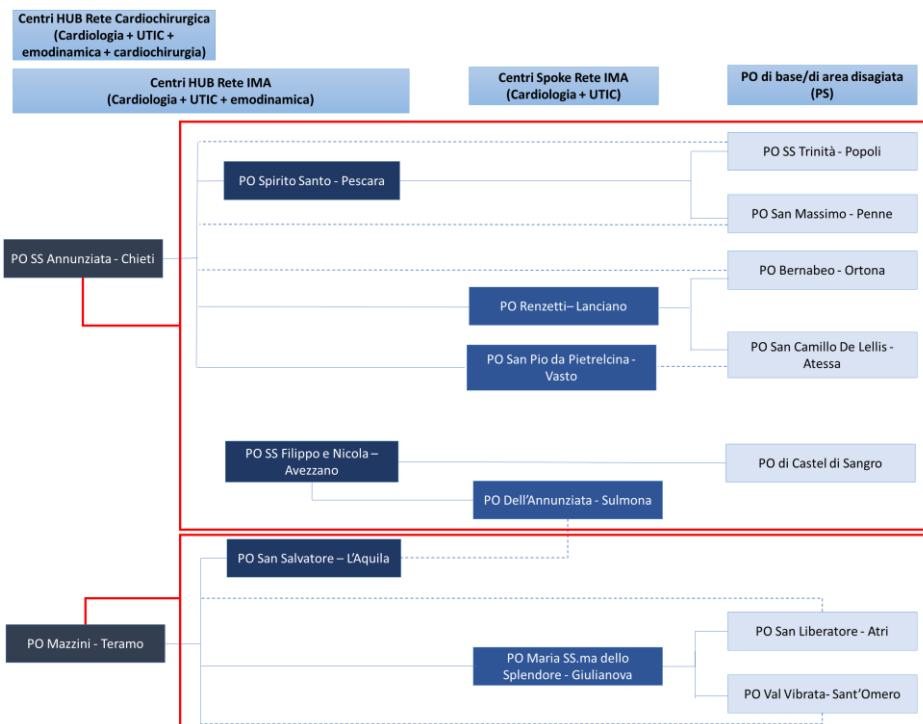 Centri HUB Rete Cardiochirurgica
(Cardiologia + UTIC +
emodinamica + cardiochirurgia)
Centri HUB Rete IMA
(Cardiologia + UTIC + emodinamica)
Centri Spoke Rete IMA
(Cardiologia + UTIC)
PO di base/di area disagiata
(PS)
PO SS Trinità - Popoli
PO Spirito Santo - Pescara
PO San Massimo - Penne
PO SS Annunziata - Chieti
PO Bernabeo - Ortona
PO Renzetti– Lanciano
PO San Camillo De Lellis -
Atessa
PO San Pio da Pietrelcina -
Vasto
PO SS Filippo e Nicola –
Avezzano
PO di Castel di Sangro
PO Dell'Annunziata - Sulmona
PO San Salvatore – L'Aquila
PO Mazzini - Teramo
PO San Liberatore - Atri
PO Maria SS.ma dello
Splendore - Giulianova
PO Val Vibrata- Sant'Omero